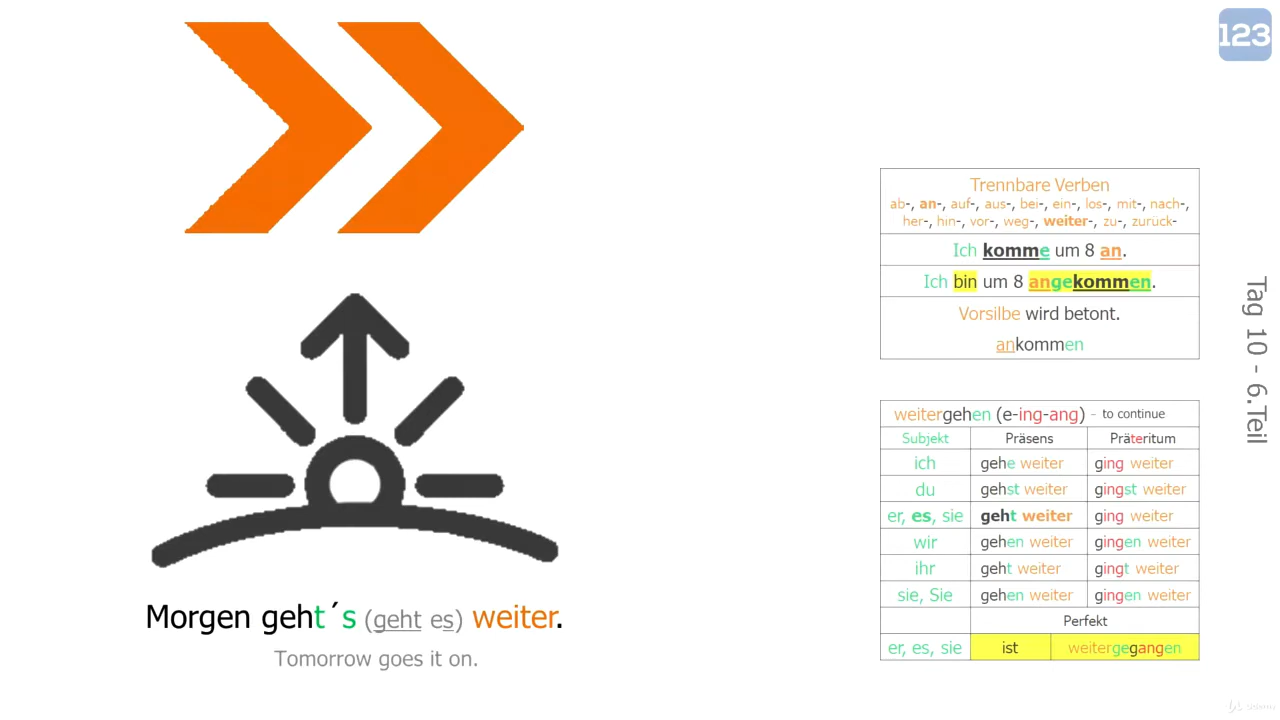 123
Trennbare Verben
ab-, an-, auf-, aus-, bei-, ein-, los-, mit-, nach-,
her-, hin-, vor-, weg-, weiter-, zu-, zurück-
Ich komme um 8 an.
Ich bin um 8 angekommen.
Vorsilbe wird betont.
ankommen
Tag 10 - 6.Teil
weitergehen (e-ing-ang) - to continue
Subjekt Präsens Präteritum
ich gehe weiter ging weiter
du gehst weiter gingst weiter
er, es, sie geht weiter ging weiter
wir gehen weiter gingen weiter
ihr geht weiter gingt weiter
sie, Sie gehen weiter gingen weiter
Perfekt
er, es, sie ist weitergegangen
Morgen geht´s (geht es) weiter.
Tomorrow goes it on.